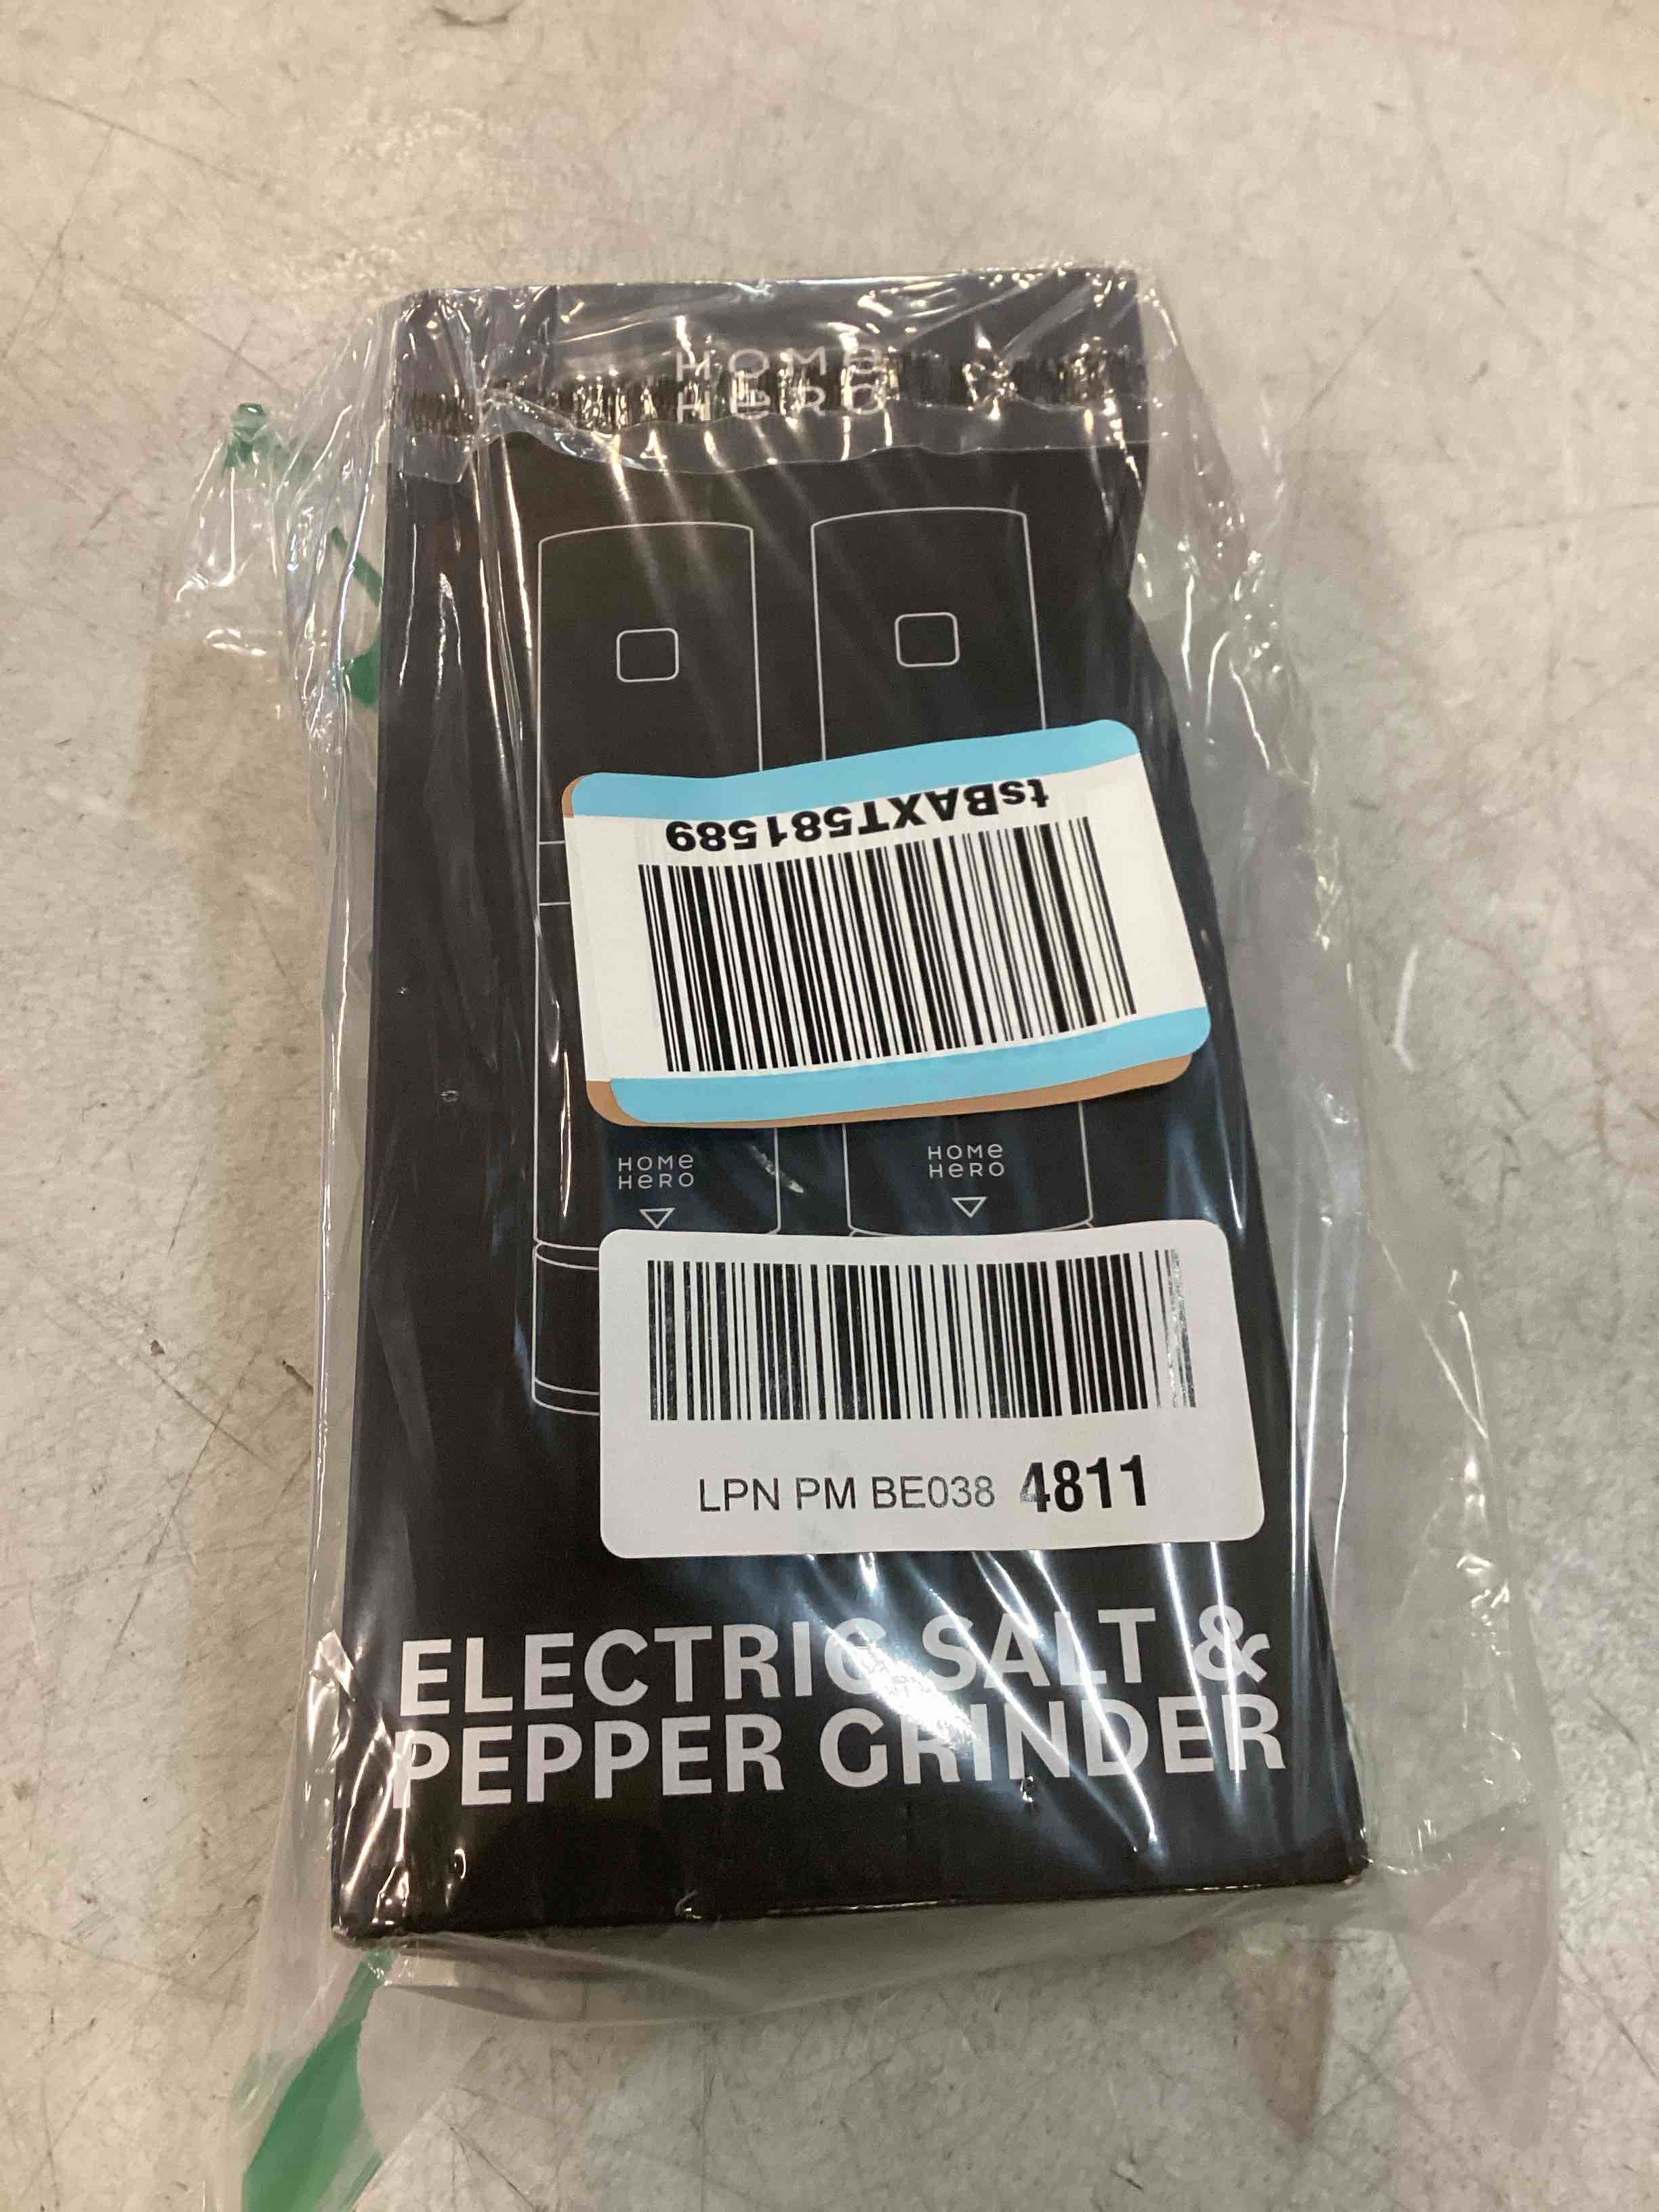 HOMe
HeRO
tsBAXT581589
HOMe
HeRO
HOMe
HeRO
LPN PM BE038 4811
ELECTRIC SALT &
PEPPER GRINDER